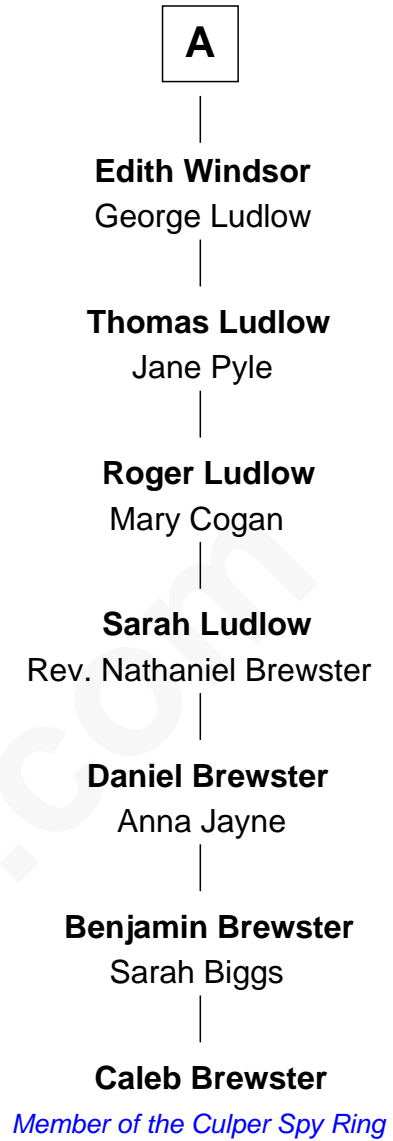 A
Edith Windsor
George Ludlow
Thomas Ludlow
Jane Pyle
Roger Ludlow
Mary Cogan
Sarah Ludlow
Rev. Nathaniel Brewster
Daniel Brewster
Anna Jayne
Benjamin Brewster
Sarah Biggs
Caleb Brewster
Member of the Culper Spy Ring
.com